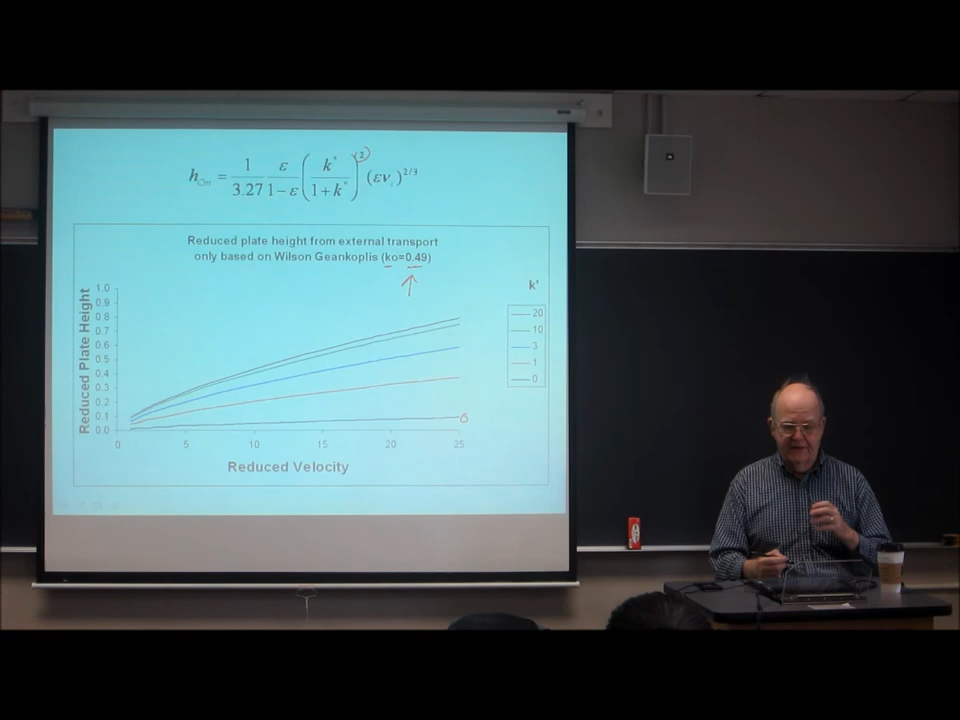 h_Ext = 1/3.27 ε/(1-ε) (k"/(1+k"))^(2) (εv_z)^2/3
Reduced plate height from external transport
only based on Wilson Geankoplis (ko=0.49)
k'
20
10
3
1
0
Reduced Plate Height
1.0
0.9
0.8
0.7
0.6
0.5
0.4
0.3
0.2
0.1
0.0
0 5 10 15 20 25
Reduced Velocity